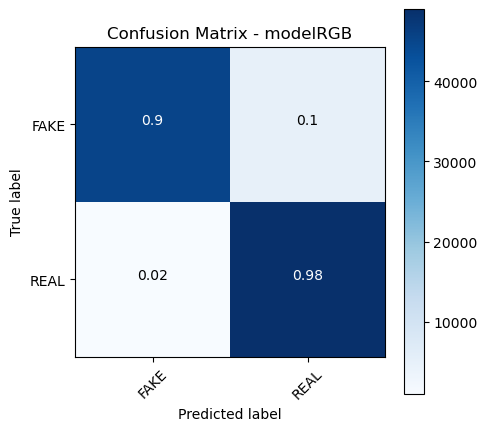 Confusion Matrix - modelRGB
True label
FAKE
REAL
0.9
0.1
0.02
0.98
40000
30000
20000
10000
FAKE
REAL
Predicted label